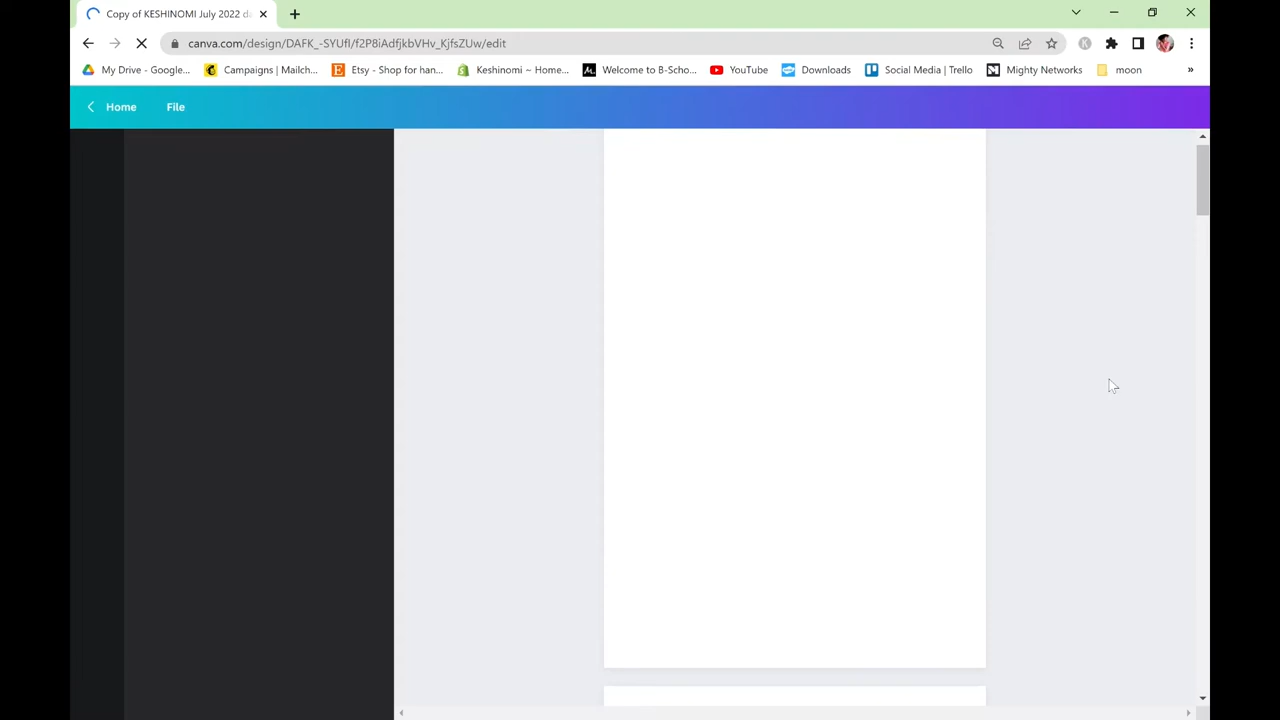 Copy of KESHINOMI July 2022 d
canva.com/design/DAFK_-SYUfI/f2P8iAdfjkbVHv_KjfsZUw/edit
My Drive - Google... Campaigns | Mailch... Etsy - Shop for han... Keshinomi ~ Home... Welcome to B-Scho... YouTube Downloads Social Media | Trello Mighty Networks moon »
Home File